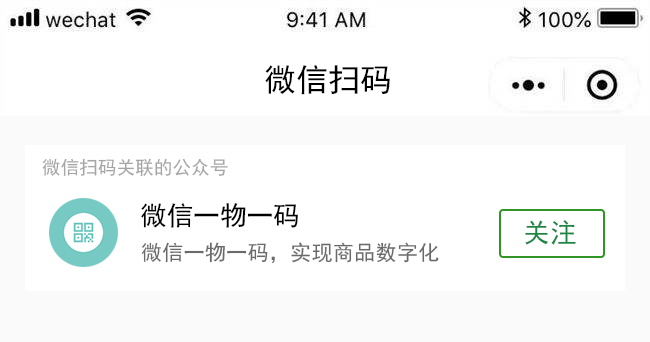 wechat 9:41 AM 100%
微信扫码
微信扫码关联的公众号
微信一物一码
微信一物一码，实现商品数字化
关注